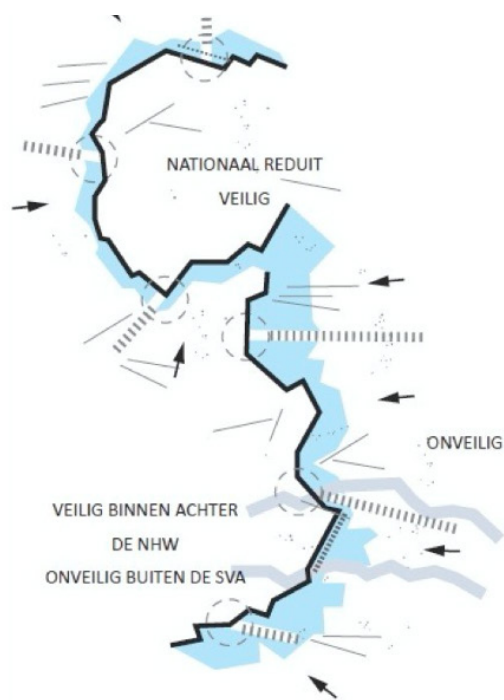 NATIONAAL REDUIT
VEILIG
ONVEILIG
VEILIG BINNEN ACHTER
DE NHW
ONVEILIG BUITEN DE SVA